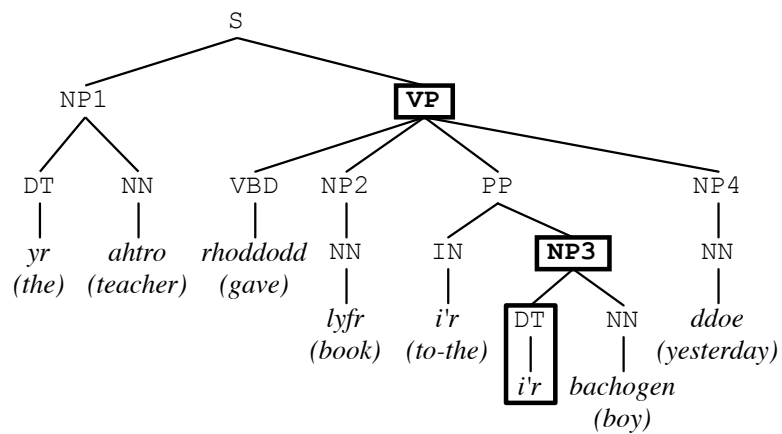 S
NP1 VP
DT NN VBD NP2 PP NP4
yr ahtro rhoddodd NN IN NP3 NN
(the) (teacher) (gave)
lyfr i'r DT NN ddoe
(book) (to-the) (yesterday)
i'r bachogen
(boy)